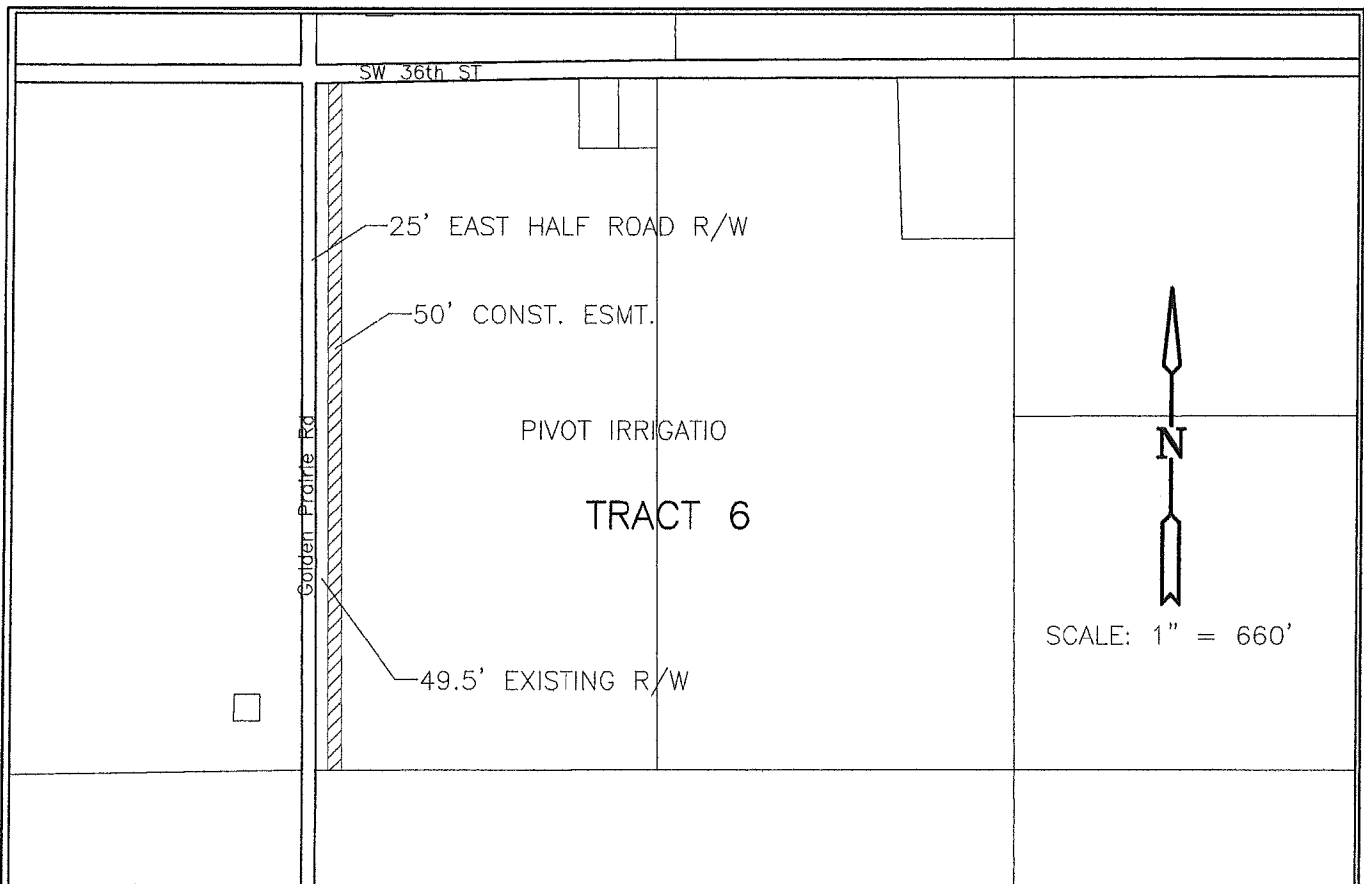 SW 36th ST
25' EAST HALF ROAD R/W
50' CONST. ESMT.
Golden Prairie Rd
PIVOT IRRIGATIO
TRACT 6
N
SCALE: 1" = 660'
49.5' EXISTING R/W